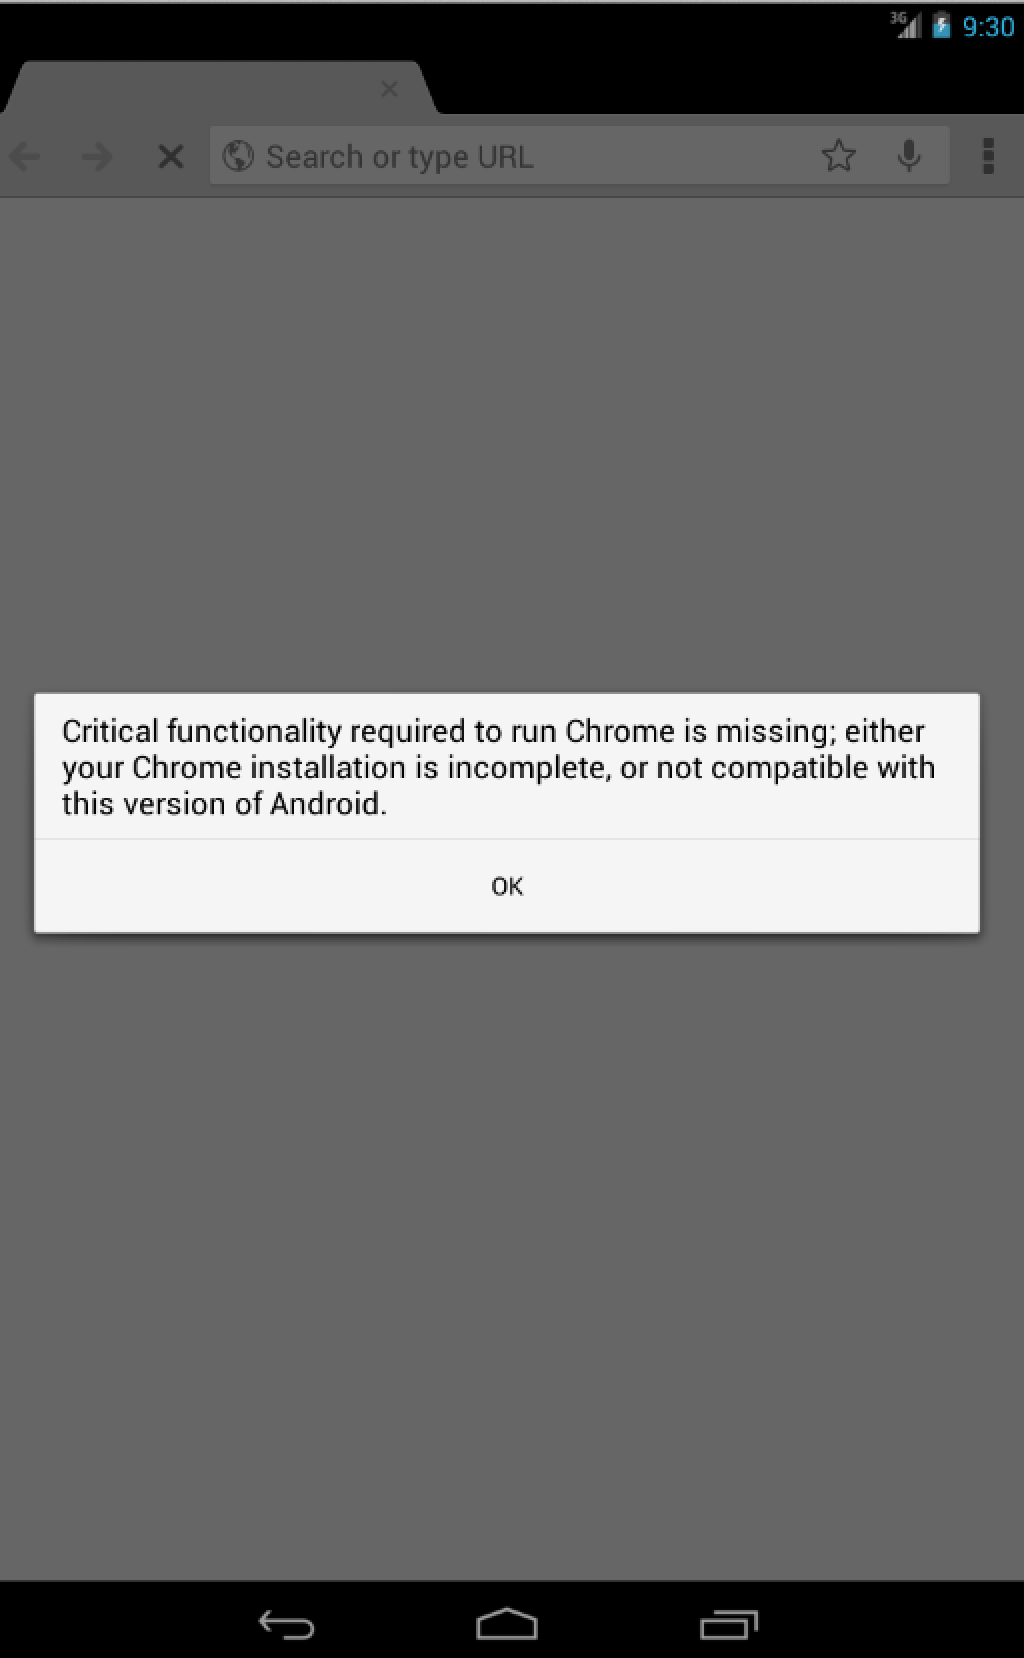 3G
9:30
Search or type URL
Critical functionality required to run Chrome is missing; either
your Chrome installation is incomplete, or not compatible with
this version of Android.
OK